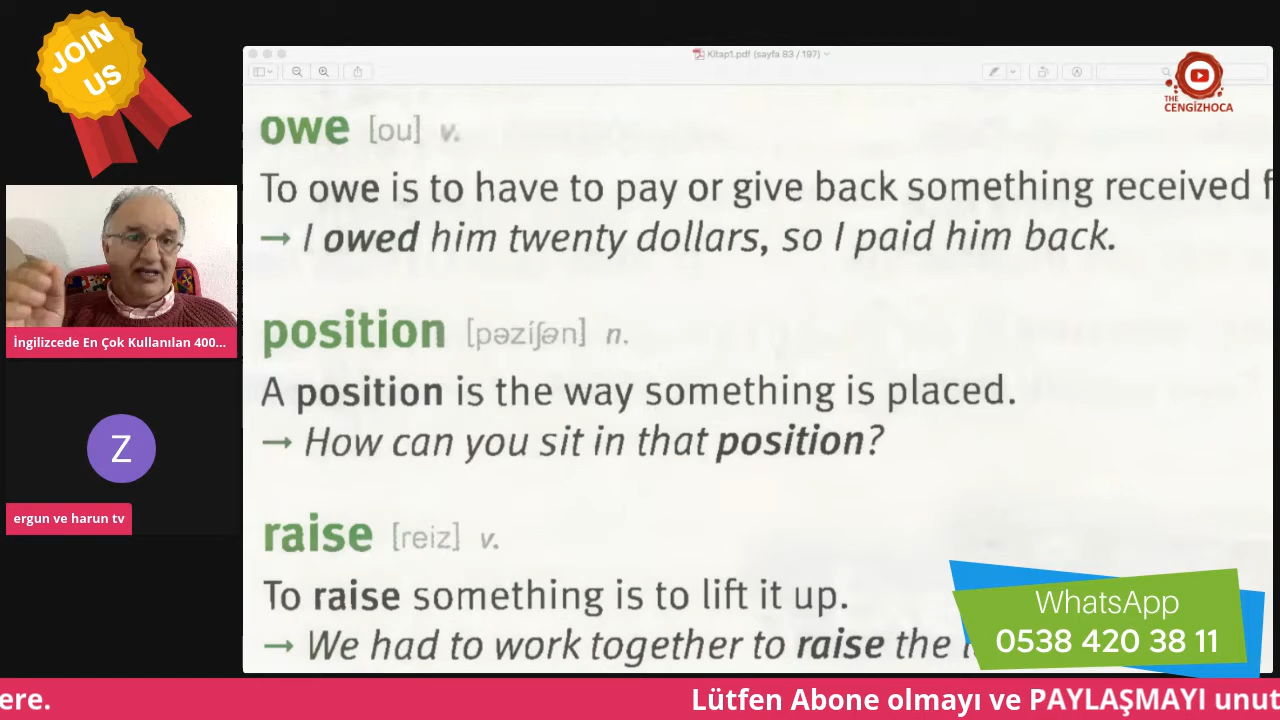 JOIN
US
Kitap1.pdf (sayfa 83 / 197)
THE
CENGİZHOCA
owe [ou] v.
To owe is to have to pay or give back something received
→ I owed him twenty dollars, so I paid him back.
position [pəzíʃən] n.
A position is the way something is placed.
→ How can you sit in that position?
raise [reiz] v.
To raise something is to lift it up.
→ We had to work together to raise the
İngilizcede En Çok Kullanılan 400...
Z
ergun ve harun tv
WhatsApp
0538 420 38 11
ere. Lütfen Abone olmayı ve PAYLAŞMAYI unut